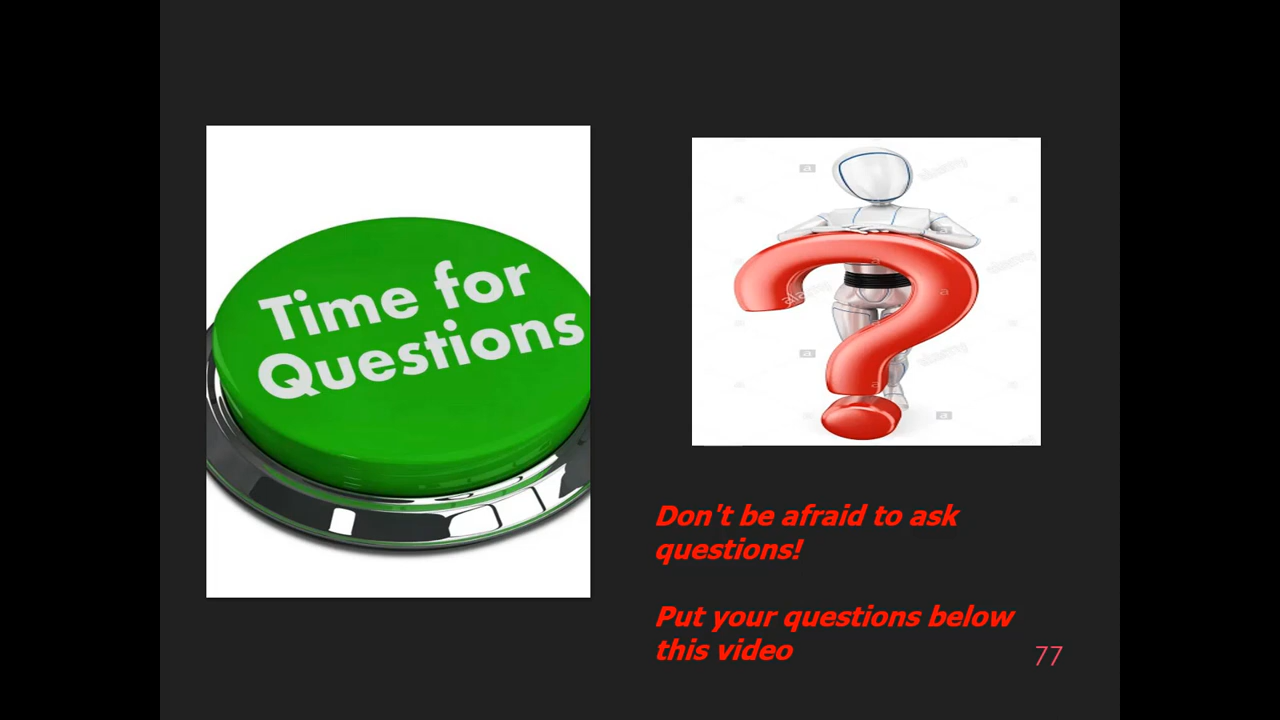 Time for
Questions
Don't be afraid to ask
questions!
Put your questions below
this video
77